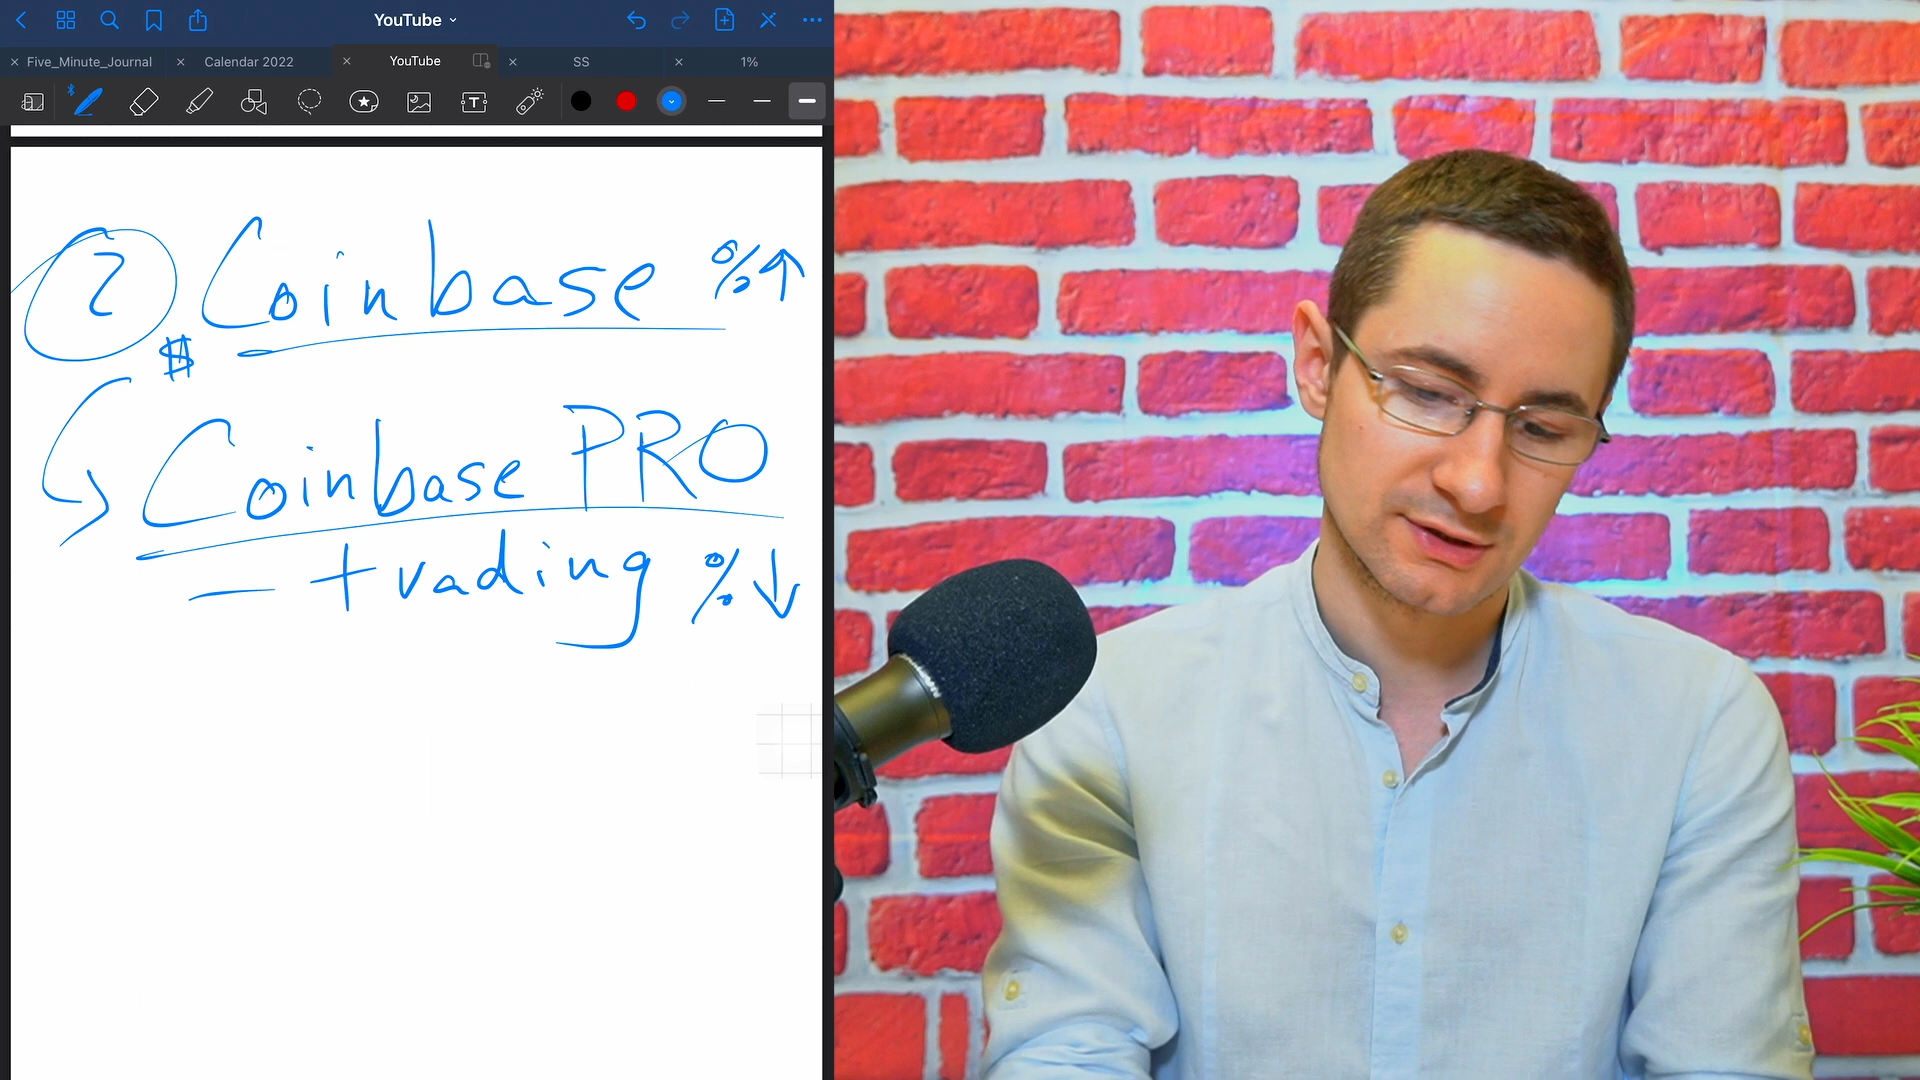 YouTube
Five_Minute_Journal
Calendar 2022
YouTube
SS
1%
T
2 Coinbase %↑
$
Coinbase PRO
— trading %↓